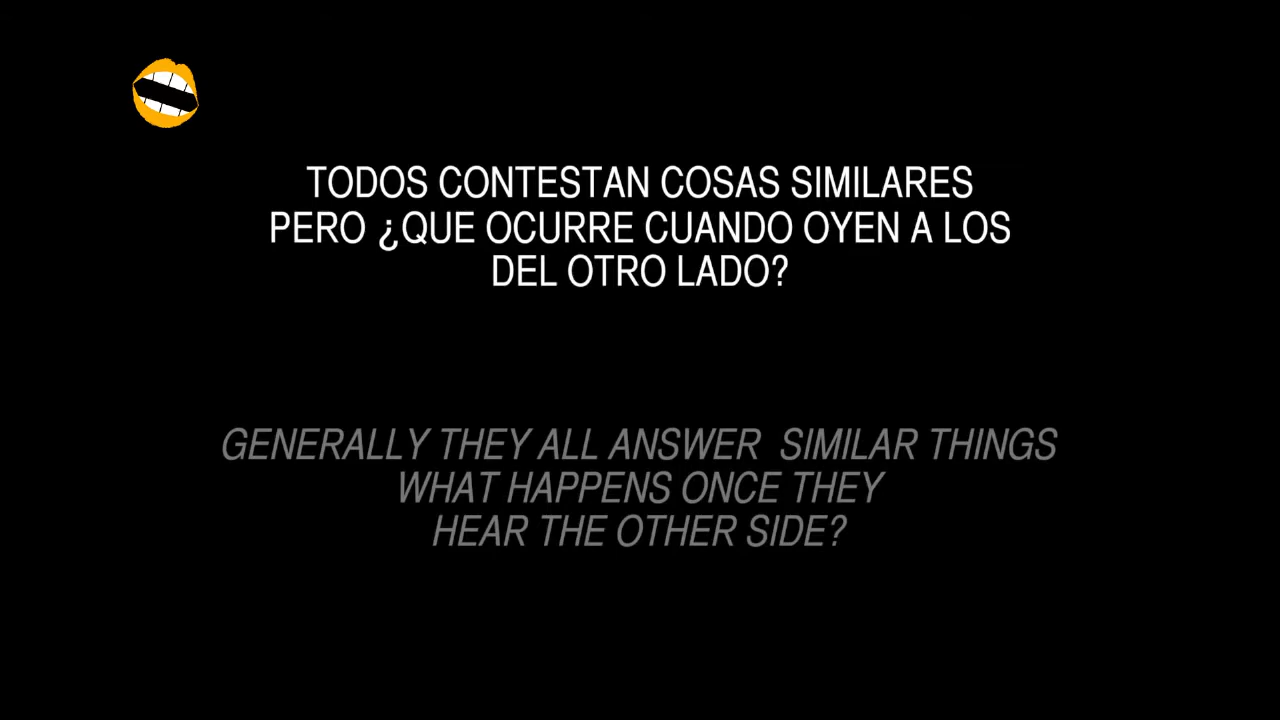 TODOS CONTESTAN COSAS SIMILARES
PERO ¿QUE OCURRE CUANDO OYEN A LOS
DEL OTRO LADO?
GENERALLY THEY ALL ANSWER  SIMILAR THINGS
WHAT HAPPENS ONCE THEY
HEAR THE OTHER SIDE?